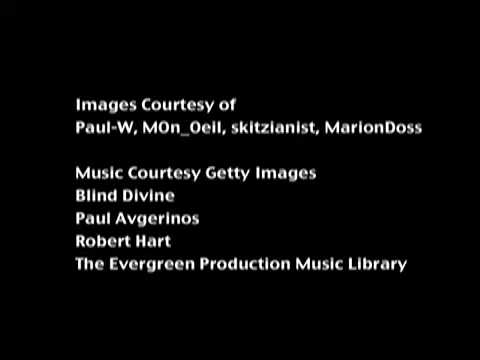 Images Courtesy of
Paul-W, MOn_Oeil, skitzianist, MarionDoss
Music Courtesy Getty Images
Blind Divine
Paul Avgerinos
Robert Hart
The Evergreen Production Music Library